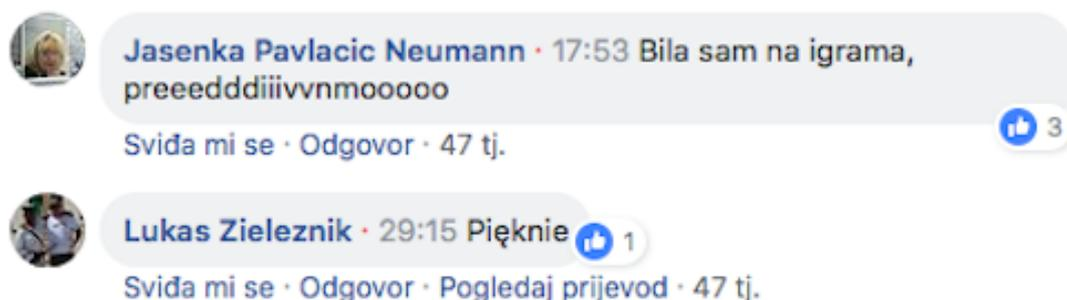 Jasenka Pavlacic Neumann · 17:53 Bila sam na igrama,
preeedddiiivvnmooooo
3
Sviđa mi se · Odgovor · 47 tj.
Lukas Zieleznik · 29:15 Pięknie
1
Sviđa mi se · Odgovor · Pogledaj prijevod · 47 tj.